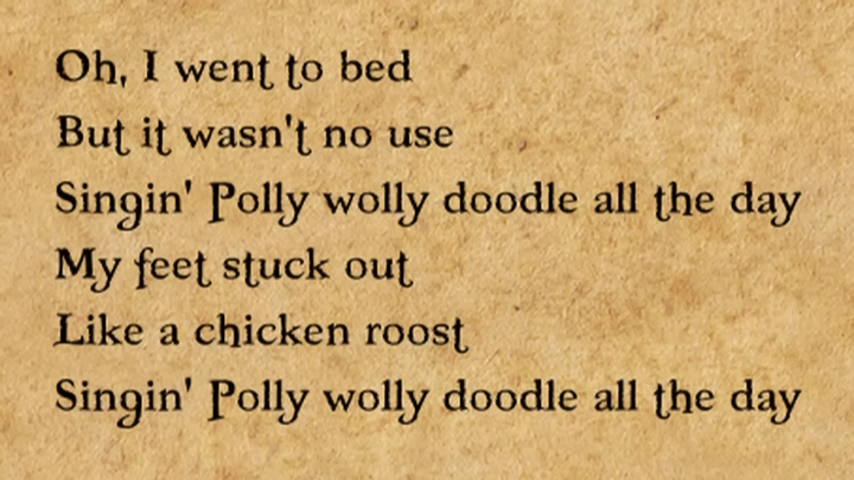 Oh, I went to bed
But it wasn't no use
Singin' Polly wolly doodle all the day
My feet stuck out
Like a chicken roost
Singin' Polly wolly doodle all the day